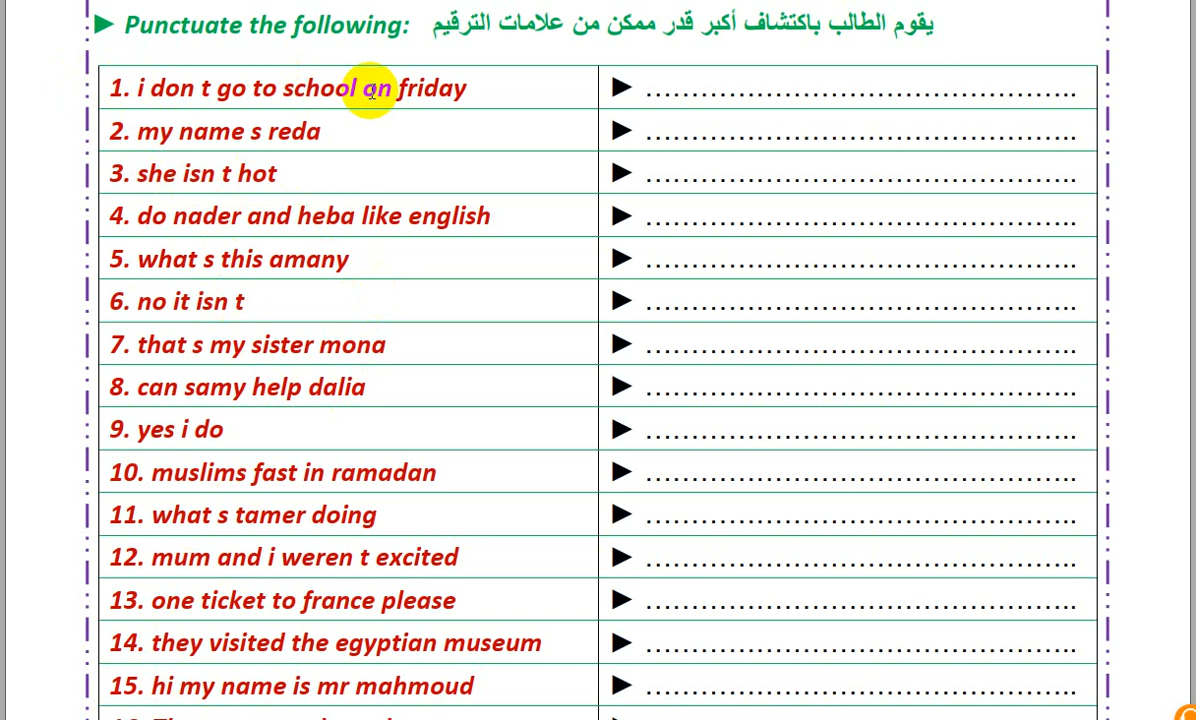 ► Punctuate the following: يقوم الطالب باكتشاف أكبر قدر ممكن من علامات الترقيم
1. i don t go to school on friday ► ……………………………………….
2. my name s reda ► ……………………………………….
3. she isn t hot ► ……………………………………….
4. do nader and heba like english ► ……………………………………….
5. what s this amany ► ……………………………………….
6. no it isn t ► ……………………………………….
7. that s my sister mona ► ……………………………………….
8. can samy help dalia ► ……………………………………….
9. yes i do ► ……………………………………….
10. muslims fast in ramadan ► ……………………………………….
11. what s tamer doing ► ……………………………………….
12. mum and i weren t excited ► ……………………………………….
13. one ticket to france please ► ……………………………………….
14. they visited the egyptian museum ► ……………………………………….
15. hi my name is mr mahmoud ► ……………………………………….